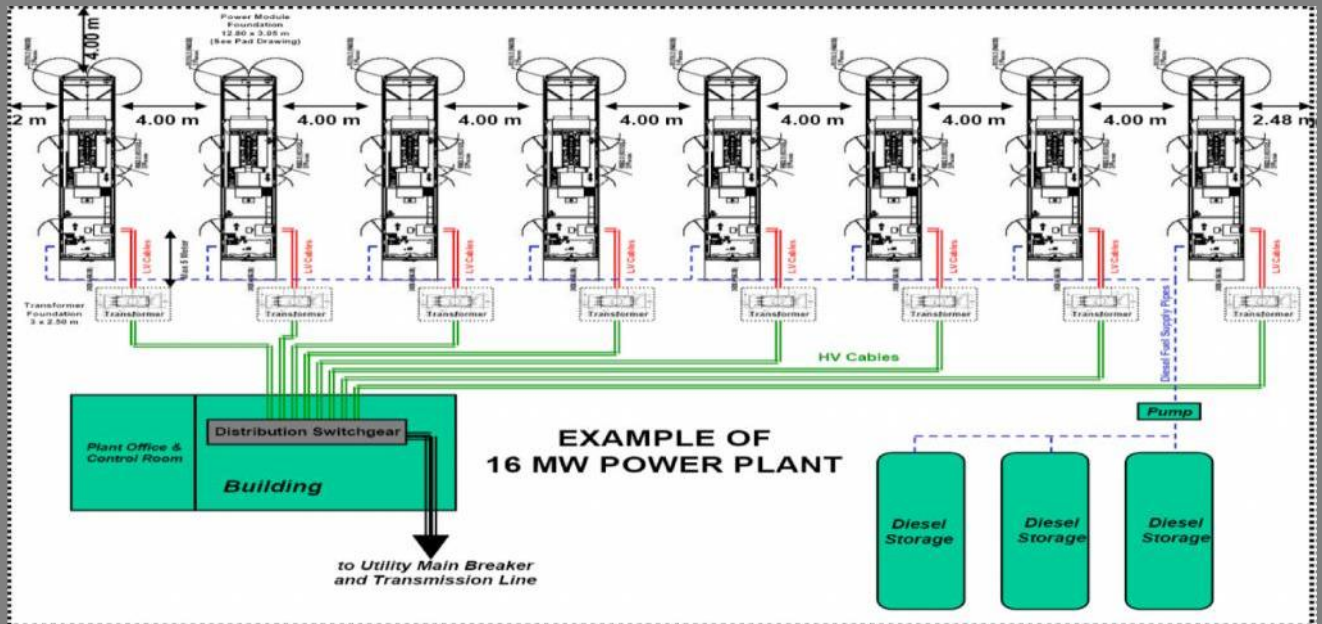 Power Module
Foundation
12.80 x 3.05 m
(See Pad Drawing)
4.00 m
2 m
4.00 m
4.00 m
4.00 m
4.00 m
4.00 m
4.00 m
4.00 m
2.48 m
LV Cables
LV Cables
LV Cables
LV Cables
LV Cables
LV Cables
LV Cables
LV Cables
Transformer
Foundation
3 x 2.50 m
Transformer
Transformer
Transformer
Transformer
Transformer
Transformer
Transformer
Transformer
HV Cables
Diesel Fuel Supply Pipes
Pump
Plant Office &
Control Room
Distribution Switchgear
Building
EXAMPLE OF
16 MW POWER PLANT
to Utility Main Breaker
and Transmission Line
Diesel
Storage
Diesel
Storage
Diesel
Storage